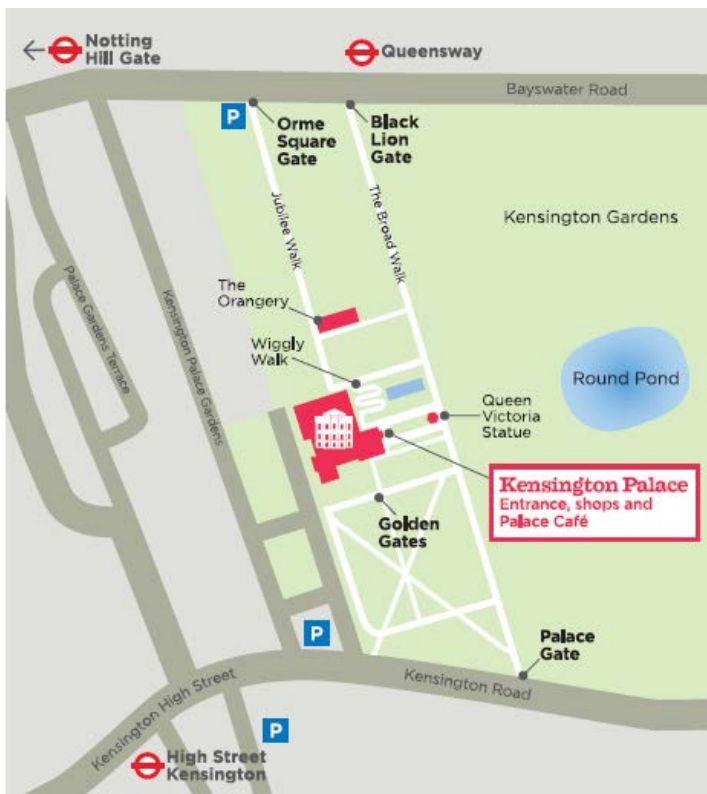 Notting
Hill Gate
Queensway
Bayswater Road
P
Orme
Square
Gate
Black
Lion
Gate
Jubilee Walk
The Broad Walk
Kensington Gardens
Palace Gardens Terrace
Kensington Palace Gardens
The
Orangery
Wiggly
Walk
Round Pond
Queen
Victoria
Statue
Kensington Palace
Entrance, shops and
Palace Café
Golden
Gates
P
Palace
Gate
Kensington Road
Kensington High Street
P
High Street
Kensington